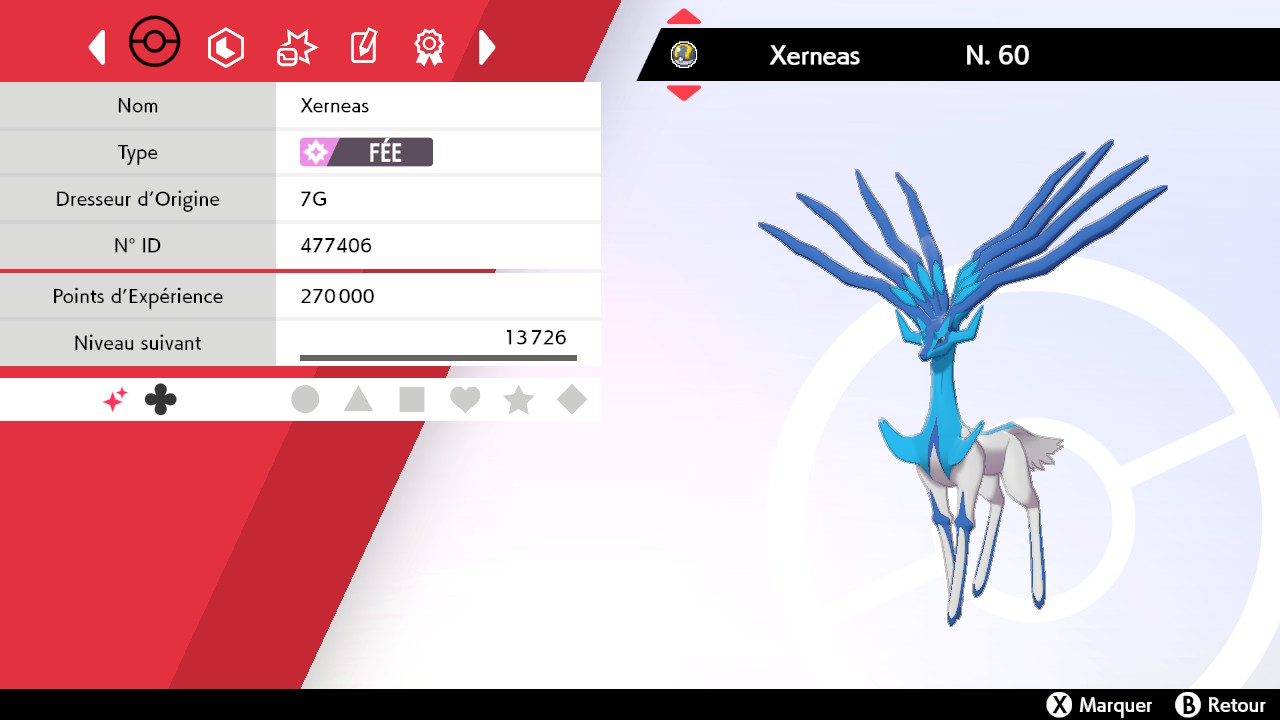 Xerneas N. 60
Nom Xerneas
Type FÉE
Dresseur d'Origine 7G
N° ID 477406
Points d'Expérience 270 000
Niveau suivant 13 726
X Marquer B Retour